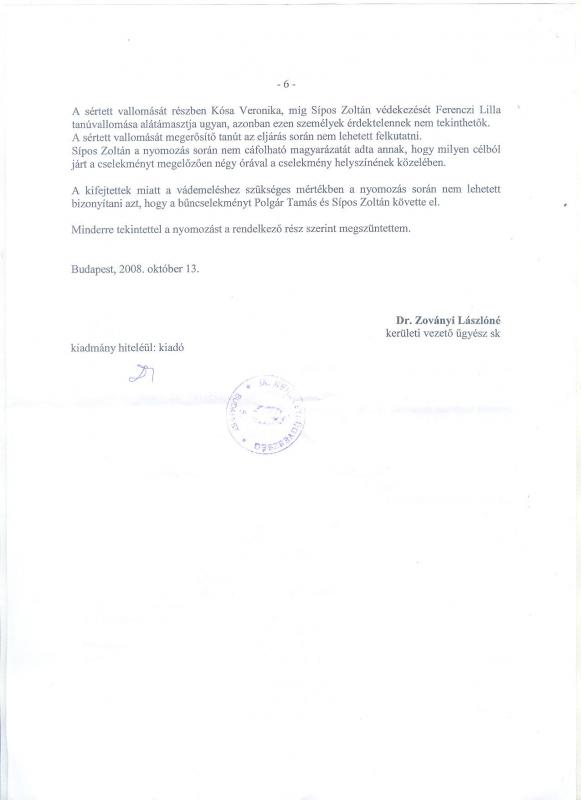 - 6 -
A sértett vallomását részben Kósa Veronika, míg Sípos Zoltán védekezését Ferenczi Lilla
tanúvallomása alátámasztja ugyan, azonban ezen személyek érdektelennek nem tekinthetők.
A sértett vallomását megerősítő tanút az eljárás során nem lehetett felkutatni.
Sípos Zoltán a nyomozás során nem cáfolható magyarázatát adta annak, hogy milyen célból
járt a cselekményt megelőzően négy órával a cselekmény helyszínének közelében.
A kifejtettek miatt a vádemeléshez szükséges mértékben a nyomozás során nem lehetett
bizonyítani azt, hogy a bűncselekményt Polgár Tamás és Sípos Zoltán követte el.
Minderre tekintettel a nyomozást a rendelkező rész szerint megszüntettem.
Budapest, 2008. október 13.
Dr. Zoványi Lászlóné
kerületi vezető ügyész sk
kiadmány hiteléül: kiadó